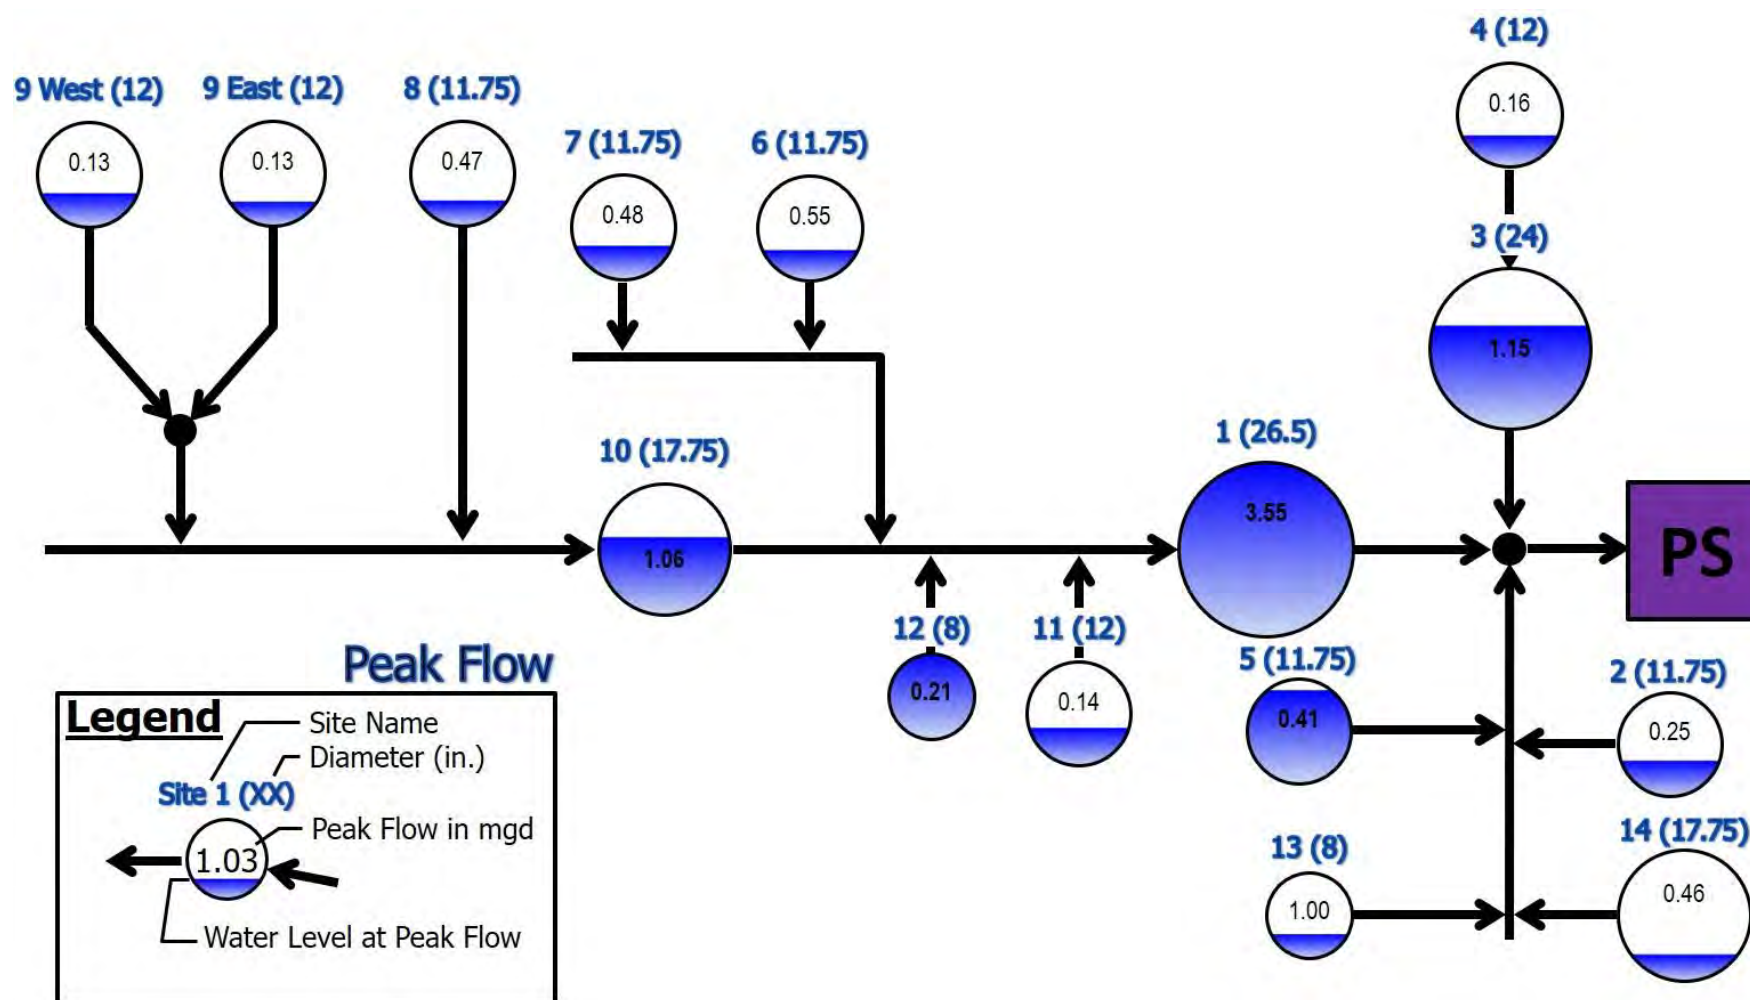 4 (12)
0.16
9 West (12)
0.13
9 East (12)
0.13
8 (11.75)
0.47
7 (11.75)
0.48
6 (11.75)
0.55
3 (24)
1.15
10 (17.75)
1.06
1 (26.5)
3.55
PS
12 (8)
0.21
11 (12)
0.14
5 (11.75)
0.41
2 (11.75)
0.25
13 (8)
1.00
14 (17.75)
0.46
Peak Flow
Legend
Site Name
Diameter (in.)
Site 1 (XX)
Peak Flow in mgd
1.03
Water Level at Peak Flow